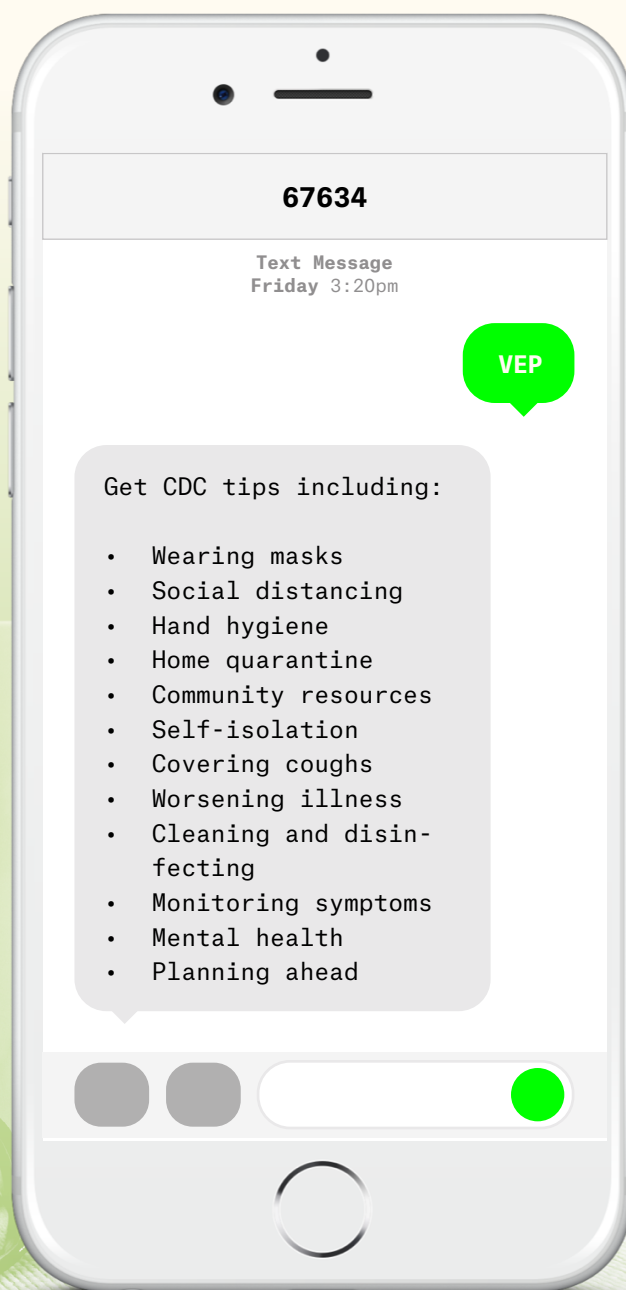 67634
Text Message
Friday 3:20pm
VEP
Get CDC tips including:
• Wearing masks
• Social distancing
• Hand hygiene
• Home quarantine
• Community resources
• Self-isolation
• Covering coughs
• Worsening illness
• Cleaning and disin-
fecting
• Monitoring symptoms
• Mental health
• Planning ahead